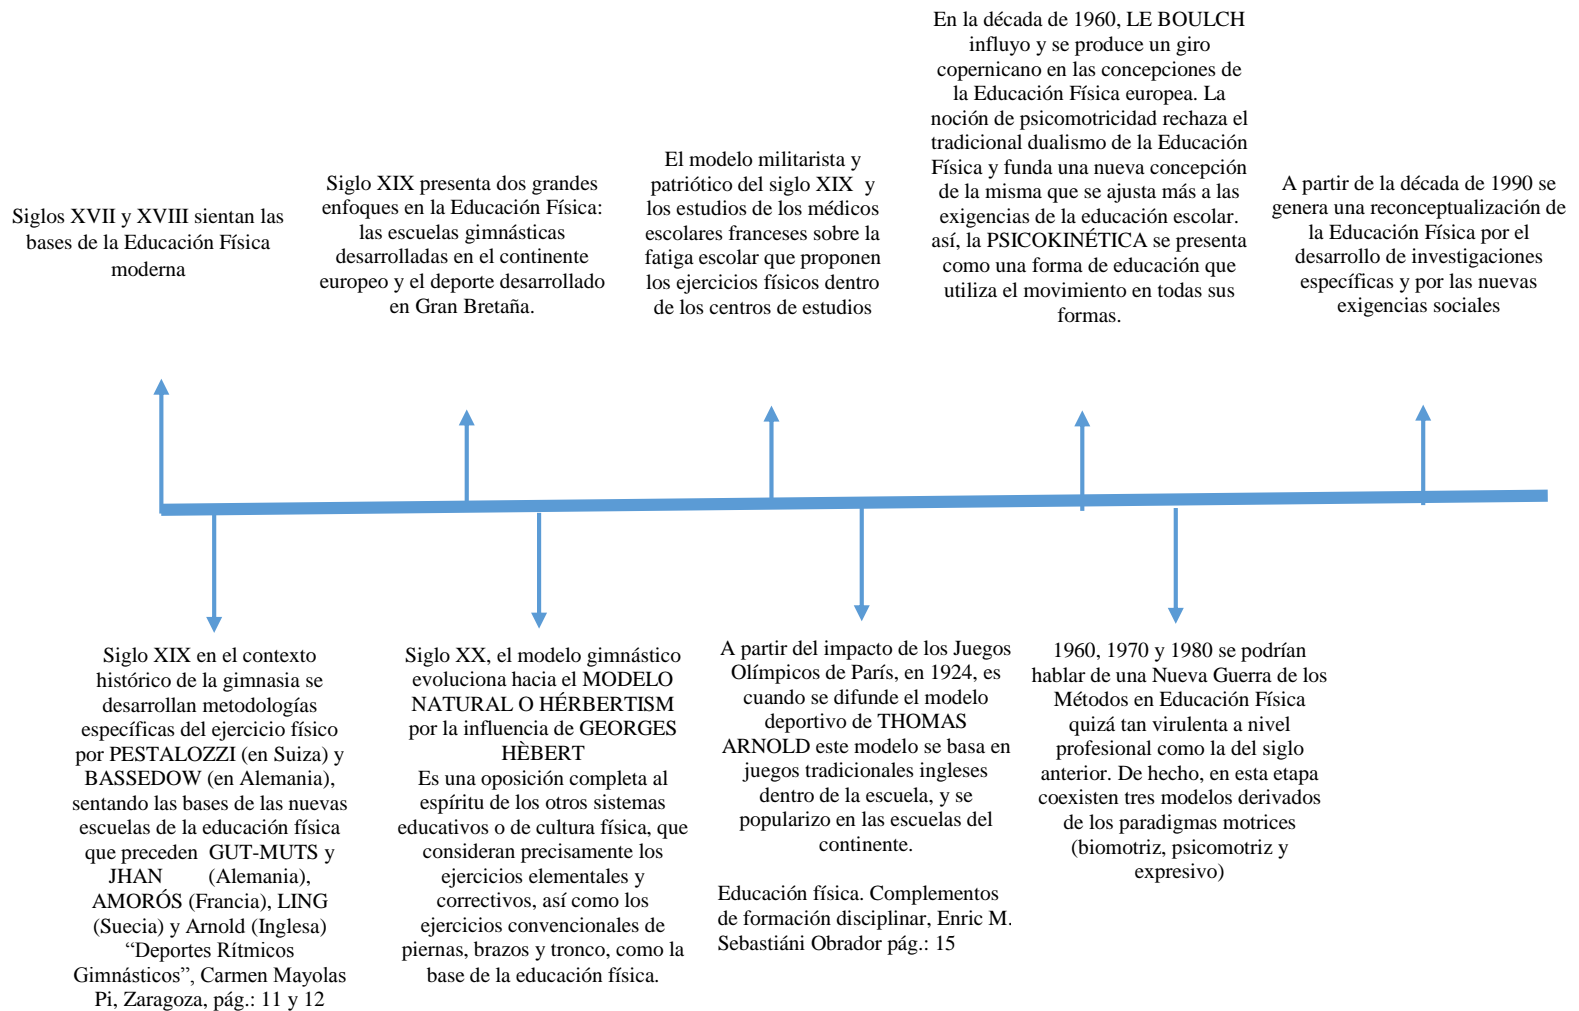 Siglos XVII y XVIII sientan las
bases de la Educación Física
moderna
Siglo XIX presenta dos grandes
enfoques en la Educación Física:
las escuelas gimnásticas
desarrolladas en el continente
europeo y el deporte desarrollado
en Gran Bretaña.
El modelo militarista y
patriótico del siglo XIX y
los estudios de los médicos
escolares franceses sobre la
fatiga escolar que proponen
los ejercicios físicos dentro
de los centros de estudios
En la década de 1960, LE BOULCH
influyo y se produce un giro
copernicano en las concepciones de
la Educación Física europea. La
noción de psicomotricidad rechaza el
tradicional dualismo de la Educación
Física y funda una nueva concepción
de la misma que se ajusta más a las
exigencias de la educación escolar.
así, la PSICOKINÉTICA se presenta
como una forma de educación que
utiliza el movimiento en todas sus
formas.
A partir de la década de 1990 se
genera una reconceptualización de
la Educación Física por el
desarrollo de investigaciones
específicas y por las nuevas
exigencias sociales
Siglo XIX en el contexto
histórico de la gimnasia se
desarrollan metodologías
específicas del ejercicio físico
por PESTALOZZI (en Suiza) y
BASSEDOW (en Alemania),
sentando las bases de las nuevas
escuelas de la educación física
que preceden GUT-MUTS y
JHAN (Alemania),
AMORÓS (Francia), LING
(Suecia) y Arnold (Inglesa)
“Deportes Rítmicos
Gimnásticos”, Carmen Mayolas
Pi, Zaragoza, pág.: 11 y 12
Siglo XX, el modelo gimnástico
evoluciona hacia el MODELO
NATURAL O HÉRBERTISM
por la influencia de GEORGES
HÈBERT
Es una oposición completa al
espíritu de los otros sistemas
educativos o de cultura física, que
consideran precisamente los
ejercicios elementales y
correctivos, así como los
ejercicios convencionales de
piernas, brazos y tronco, como la
base de la educación física.
A partir del impacto de los Juegos
Olímpicos de París, en 1924, es
cuando se difunde el modelo
deportivo de THOMAS
ARNOLD este modelo se basa en
juegos tradicionales ingleses
dentro de la escuela, y se
popularizo en las escuelas del
continente.
Educación física. Complementos
de formación disciplinar, Enric M.
Sebastiáni Obrador pág.: 15
1960, 1970 y 1980 se podrían
hablar de una Nueva Guerra de los
Métodos en Educación Física
quizá tan virulenta a nivel
profesional como la del siglo
anterior. De hecho, en esta etapa
coexisten tres modelos derivados
de los paradigmas motrices
(biomotriz, psicomotriz y
expresivo)